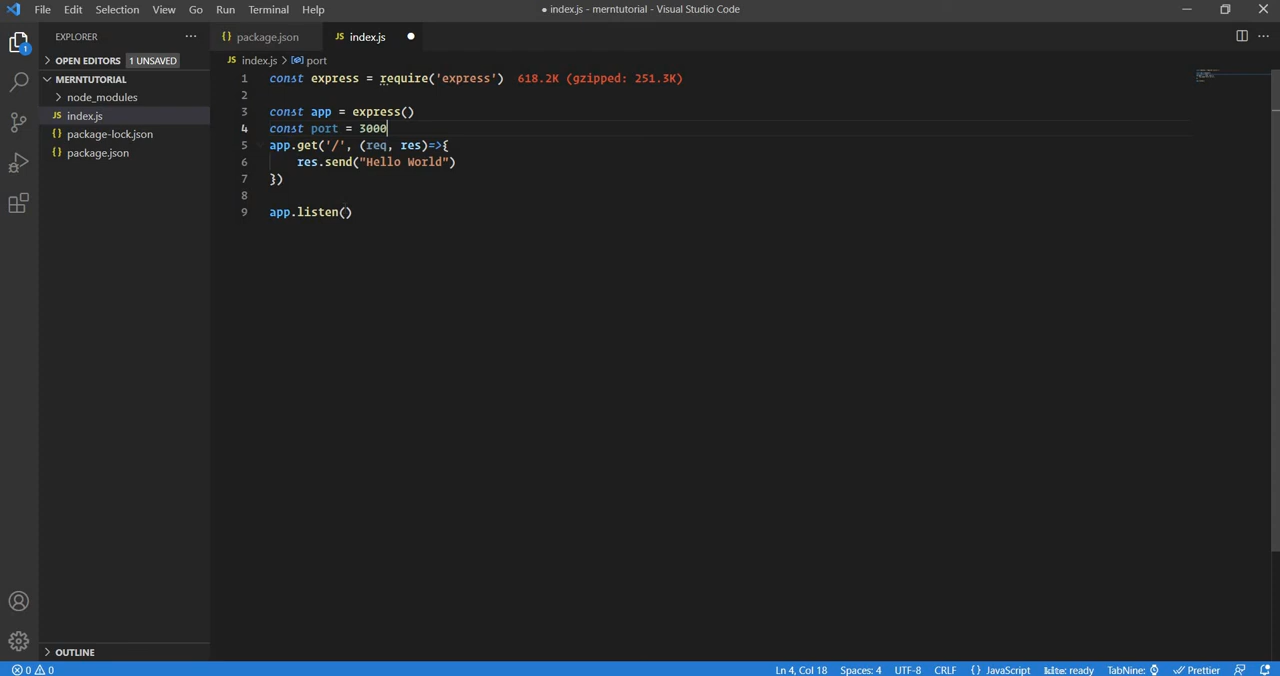 File Edit Selection View Go Run Terminal Help ● index.js - merntutorial - Visual Studio Code
EXPLORER ··· {} package.json JS index.js ●
OPEN EDITORS 1 UNSAVED JS index.js > port
MERNTUTORIAL
node_modules
JS index.js
{} package-lock.json
{} package.json
1 const express = require('express') 618.2K (gzipped: 251.3K)
2
3 const app = express()
4 const port = 3000
5 app.get('/', (req, res)=>{
6 res.send("Hello World")
7 })
8
9 app.listen()
1
OUTLINE
0 0 Ln 4, Col 18 Spaces: 4 UTF-8 CRLF {} JavaScript kite: ready TabNine: Prettier